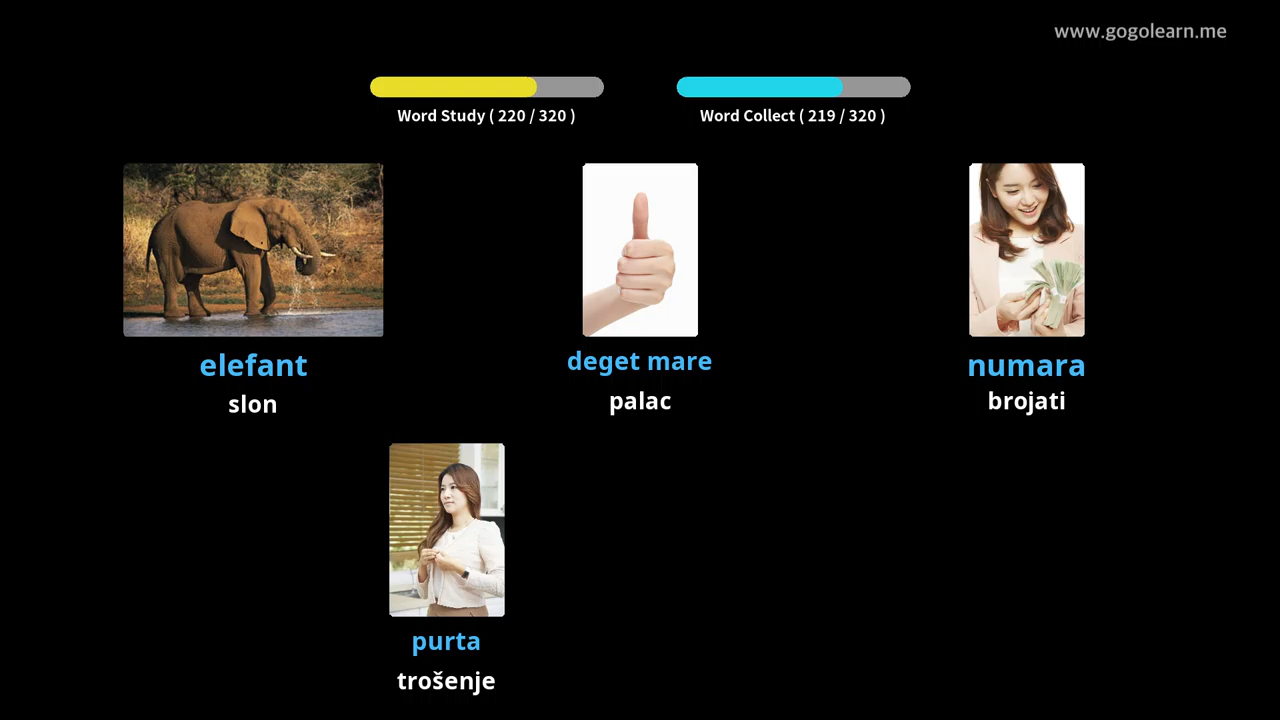 www.gogolearn.me
Word Study ( 220 / 320 )
Word Collect ( 219 / 320 )
elefant
slon
deget mare
palac
numara
brojati
purta
trošenje